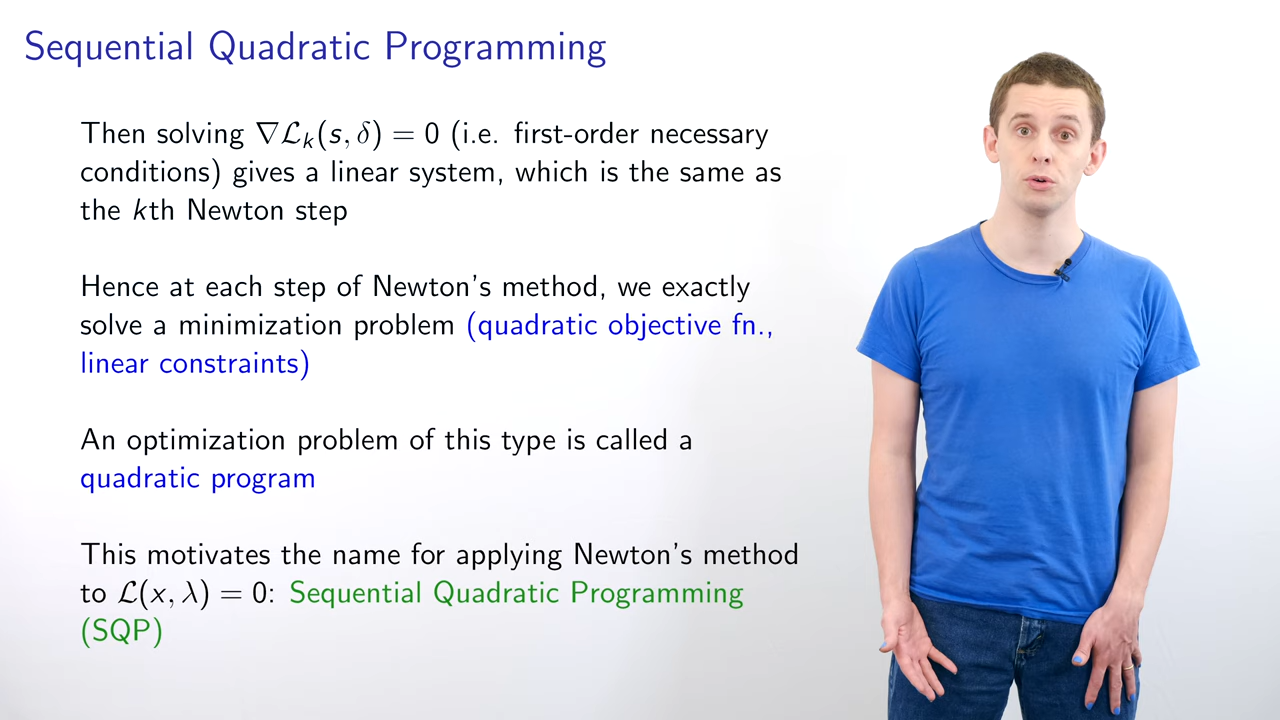 Sequential Quadratic Programming
Then solving ∇ℒₖ(s, δ) = 0 (i.e. first-order necessary
conditions) gives a linear system, which is the same as
the kth Newton step
Hence at each step of Newton's method, we exactly
solve a minimization problem (quadratic objective fn.,
linear constraints)
An optimization problem of this type is called a
quadratic program
This motivates the name for applying Newton's method
to ℒ(x, λ) = 0: Sequential Quadratic Programming
(SQP)